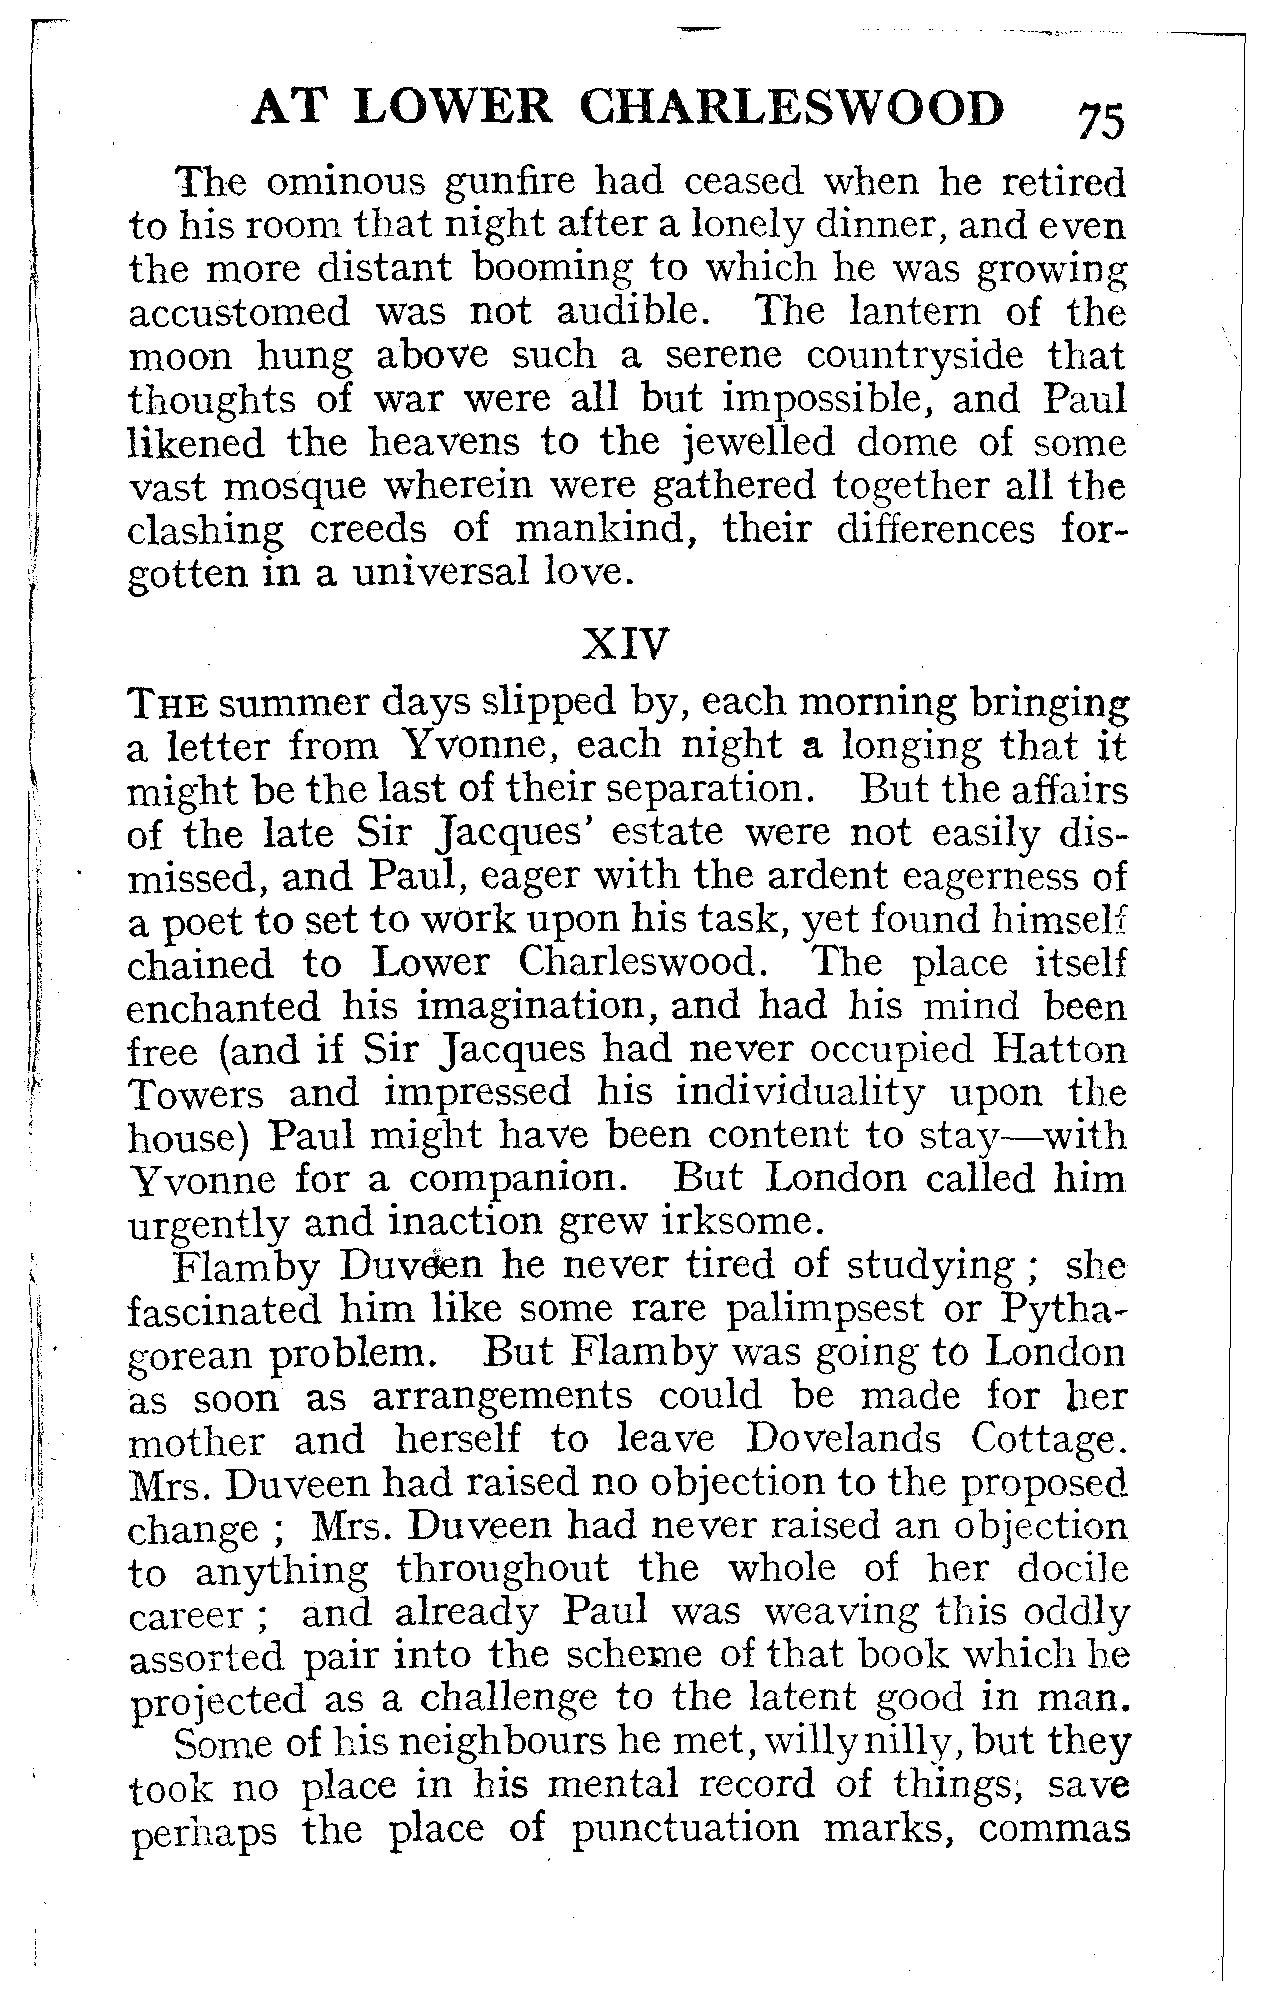 AT LOWER CHARLESWOOD 75
The ominous gunfire had ceased when he retired
to his room that night after a lonely dinner, and even
the more distant booming to which he was growing
accustomed was not audible. The lantern of the
moon hung above such a serene countryside that
thoughts of war were all but impossible, and Paul
likened the heavens to the jewelled dome of some
vast mosque wherein were gathered together all the
clashing creeds of mankind, their differences for-
gotten in a universal love.
XIV
THE summer days slipped by, each morning bringing
a letter from Yvonne, each night a longing that it
might be the last of their separation. But the affairs
of the late Sir Jacques' estate were not easily dis-
missed, and Paul, eager with the ardent eagerness of
a poet to set to work upon his task, yet found himself
chained to Lower Charleswood. The place itself
enchanted his imagination, and had his mind been
free (and if Sir Jacques had never occupied Hatton
Towers and impressed his individuality upon the
house) Paul might have been content to stay—with
Yvonne for a companion. But London called him
urgently and inaction grew irksome.
Flamby Duveen he never tired of studying ; she
fascinated him like some rare palimpsest or Pytha-
gorean problem. But Flamby was going to London
as soon as arrangements could be made for her
mother and herself to leave Dovelands Cottage.
Mrs. Duveen had raised no objection to the proposed
change ; Mrs. Duveen had never raised an objection
to anything throughout the whole of her docile
career ; and already Paul was weaving this oddly
assorted pair into the scheme of that book which he
projected as a challenge to the latent good in man.
Some of his neighbours he met, willynilly, but they
took no place in his mental record of things, save
perhaps the place of punctuation marks, commas